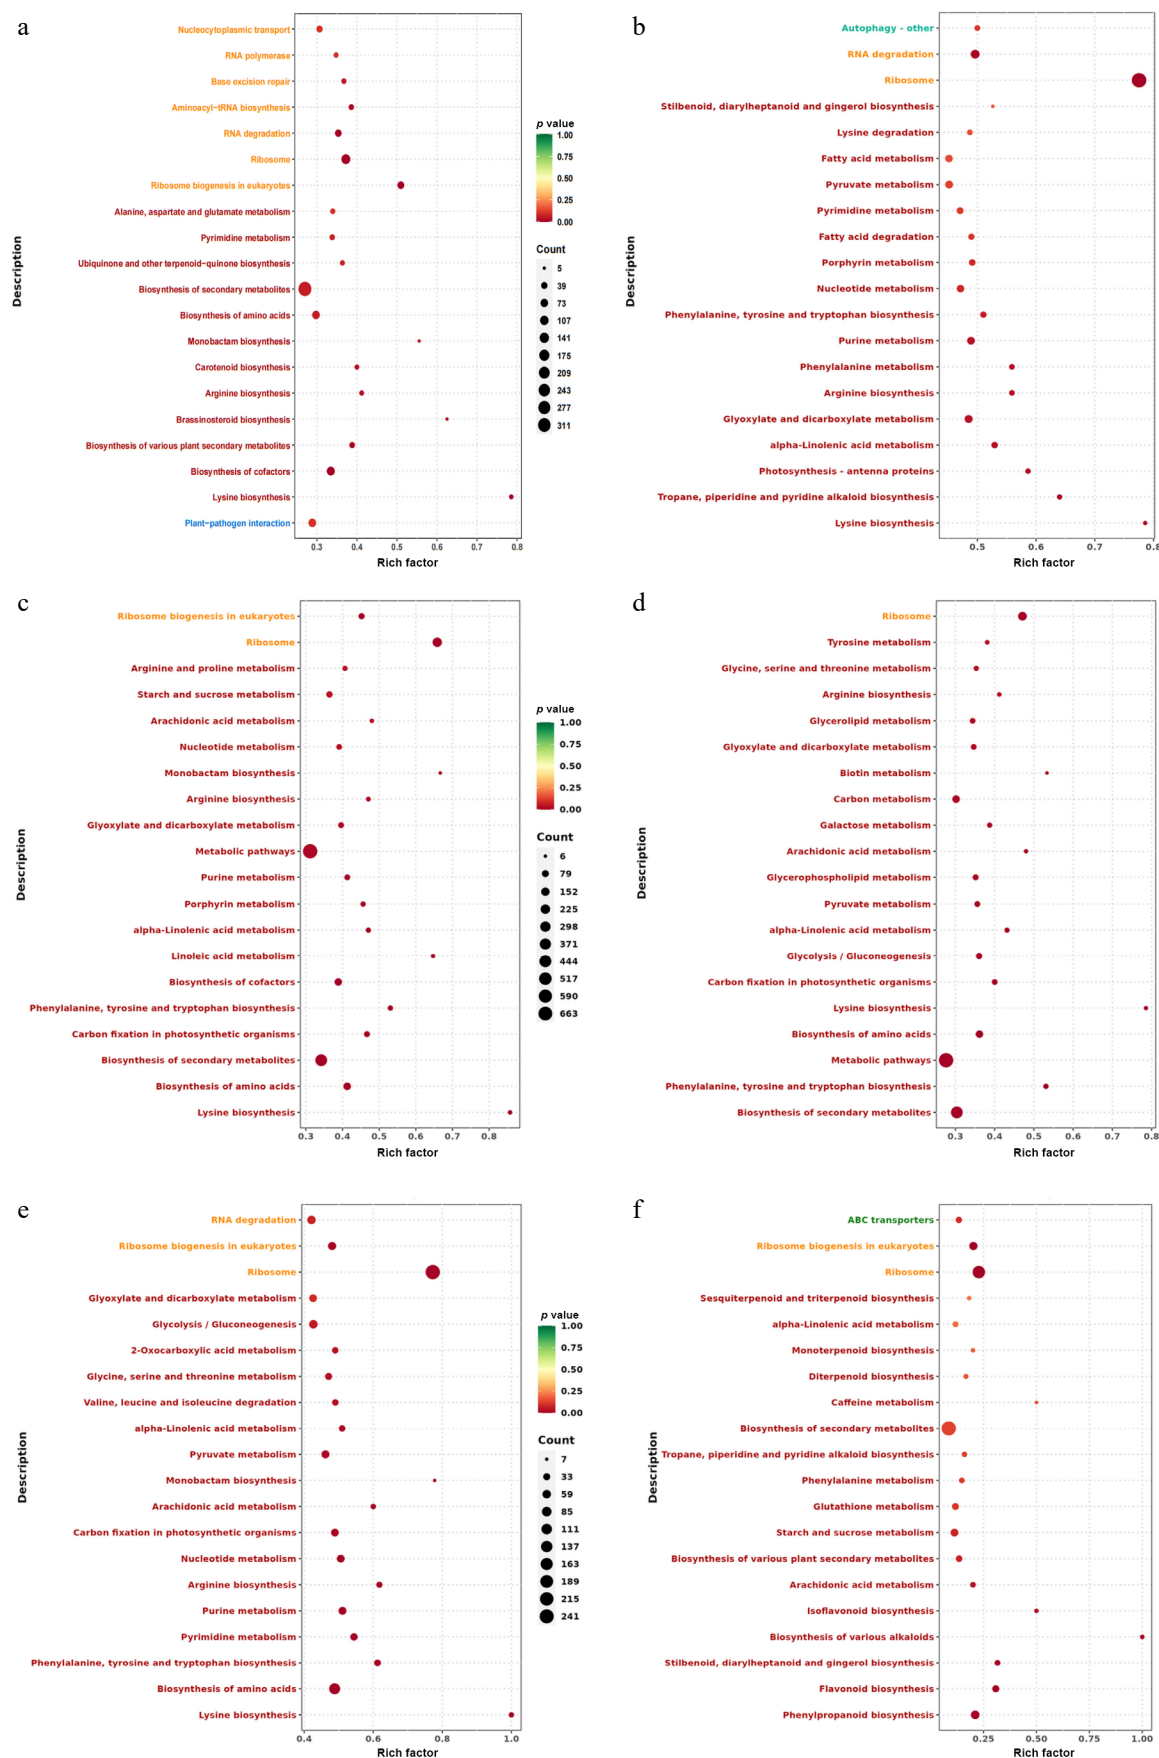 a
Nucleocytoplasmic transport
RNA polymerase
Base excision repair
Aminoacyl-tRNA biosynthesis
RNA degradation
Ribosome
Ribosome biogenesis in eukaryotes
Alanine, aspartate and glutamate metabolism
Pyrimidine metabolism
Ubiquinone and other terpenoid-quinone biosynthesis
Biosynthesis of secondary metabolites
Biosynthesis of amino acids
Monobactam biosynthesis
Carotenoid biosynthesis
Arginine biosynthesis
Brassinosteroid biosynthesis
Biosynthesis of various plant secondary metabolites
Biosynthesis of cofactors
Lysine biosynthesis
Plant-pathogen interaction
Description
0.3 0.4 0.5 0.6 0.7 0.8
Rich factor
p value
1.00
0.75
0.50
0.25
0.00
Count
5
39
73
107
141
175
209
243
277
311
b
Autophagy - other
RNA degradation
Ribosome
Stilbenoid, diarylheptanoid and gingerol biosynthesis
Lysine degradation
Fatty acid metabolism
Pyruvate metabolism
Pyrimidine metabolism
Fatty acid degradation
Porphyrin metabolism
Nucleotide metabolism
Phenylalanine, tyrosine and tryptophan biosynthesis
Purine metabolism
Phenylalanine metabolism
Arginine biosynthesis
Glyoxylate and dicarboxylate metabolism
alpha-Linolenic acid metabolism
Photosynthesis - antenna proteins
Tropane, piperidine and pyridine alkaloid biosynthesis
Lysine biosynthesis
0.5 0.6 0.7 0.8
Rich factor
c
Ribosome biogenesis in eukaryotes
Ribosome
Arginine and proline metabolism
Starch and sucrose metabolism
Arachidonic acid metabolism
Nucleotide metabolism
Monobactam biosynthesis
Arginine biosynthesis
Glyoxylate and dicarboxylate metabolism
Metabolic pathways
Purine metabolism
Porphyrin metabolism
alpha-Linolenic acid metabolism
Linoleic acid metabolism
Biosynthesis of cofactors
Phenylalanine, tyrosine and tryptophan biosynthesis
Carbon fixation in photosynthetic organisms
Biosynthesis of secondary metabolites
Biosynthesis of amino acids
Lysine biosynthesis
Description
0.3 0.4 0.5 0.6 0.7 0.8
Rich factor
p value
1.00
0.75
0.50
0.25
0.00
Count
6
79
152
225
298
371
444
517
590
663
d
Ribosome
Tyrosine metabolism
Glycine, serine and threonine metabolism
Arginine biosynthesis
Glycerolipid metabolism
Glyoxylate and dicarboxylate metabolism
Biotin metabolism
Carbon metabolism
Galactose metabolism
Arachidonic acid metabolism
Glycerophospholipid metabolism
Pyruvate metabolism
alpha-Linolenic acid metabolism
Glycolysis / Gluconeogenesis
Carbon fixation in photosynthetic organisms
Lysine biosynthesis
Biosynthesis of amino acids
Metabolic pathways
Phenylalanine, tyrosine and tryptophan biosynthesis
Biosynthesis of secondary metabolites
Description
0.3 0.4 0.5 0.6 0.7 0.8
Rich factor
e
RNA degradation
Ribosome biogenesis in eukaryotes
Ribosome
Glyoxylate and dicarboxylate metabolism
Glycolysis / Gluconeogenesis
2-Oxocarboxylic acid metabolism
Glycine, serine and threonine metabolism
Valine, leucine and isoleucine degradation
alpha-Linolenic acid metabolism
Pyruvate metabolism
Monobactam biosynthesis
Arachidonic acid metabolism
Carbon fixation in photosynthetic organisms
Nucleotide metabolism
Arginine biosynthesis
Purine metabolism
Pyrimidine metabolism
Phenylalanine, tyrosine and tryptophan biosynthesis
Biosynthesis of amino acids
Lysine biosynthesis
Description
0.4 0.6 0.8 1.0
Rich factor
p value
1.00
0.75
0.50
0.25
0.00
Count
7
33
59
85
111
137
163
189
215
241
f
ABC transporters
Ribosome biogenesis in eukaryotes
Ribosome
Sesquiterpenoid and triterpenoid biosynthesis
alpha-Linolenic acid metabolism
Monoterpenoid biosynthesis
Diterpenoid biosynthesis
Caffeine metabolism
Biosynthesis of secondary metabolites
Tropane, piperidine and pyridine alkaloid biosynthesis
Phenylalanine metabolism
Glutathione metabolism
Starch and sucrose metabolism
Biosynthesis of various plant secondary metabolites
Arachidonic acid metabolism
Isoflavonoid biosynthesis
Biosynthesis of various alkaloids
Stilbenoid, diarylheptanoid and gingerol biosynthesis
Flavonoid biosynthesis
Phenylpropanoid biosynthesis
Description
0.25 0.50 0.75 1.00
Rich factor